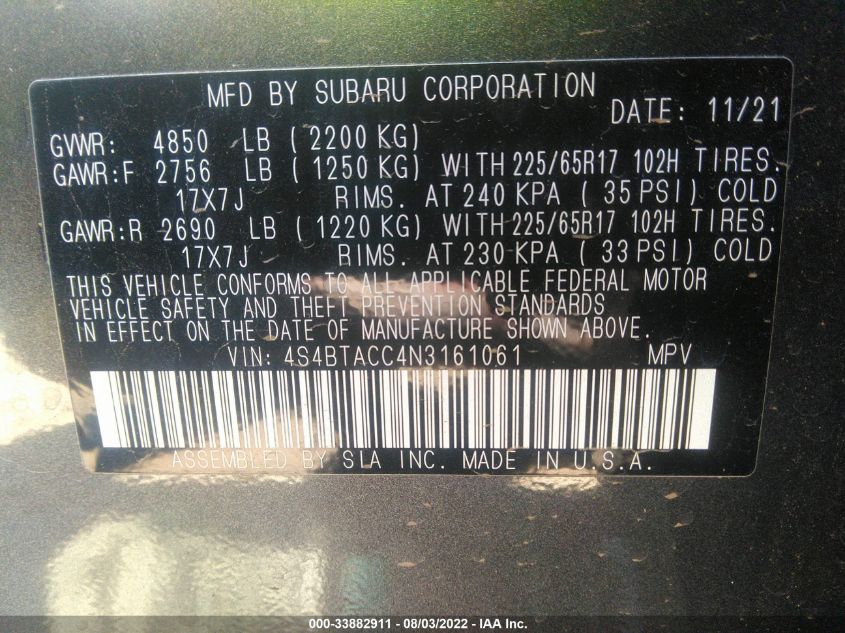 MFD BY SUBARU CORPORATION
DATE: 11/21
GVWR: 4850 LB ( 2200 KG)
GAWR:F 2756 LB ( 1250 KG) WITH 225/65R17 102H TIRES.
17X7J RIMS. AT 240 KPA ( 35 PSI) COLD
GAWR:R 2690 LB ( 1220 KG) WITH 225/65R17 102H TIRES.
17X7J RIMS. AT 230 KPA ( 33 PSI) COLD
THIS VEHICLE CONFORMS TO ALL APPLICABLE FEDERAL MOTOR
VEHICLE SAFETY AND THEFT PREVENTION STANDARDS
IN EFFECT ON THE DATE OF MANUFACTURE SHOWN ABOVE.
VIN: 4S4BTACC4N3161061 MPV
ASSEMBLED BY SLA INC. MADE IN U.S.A.
000-33882911 - 08/03/2022 - IAA Inc.